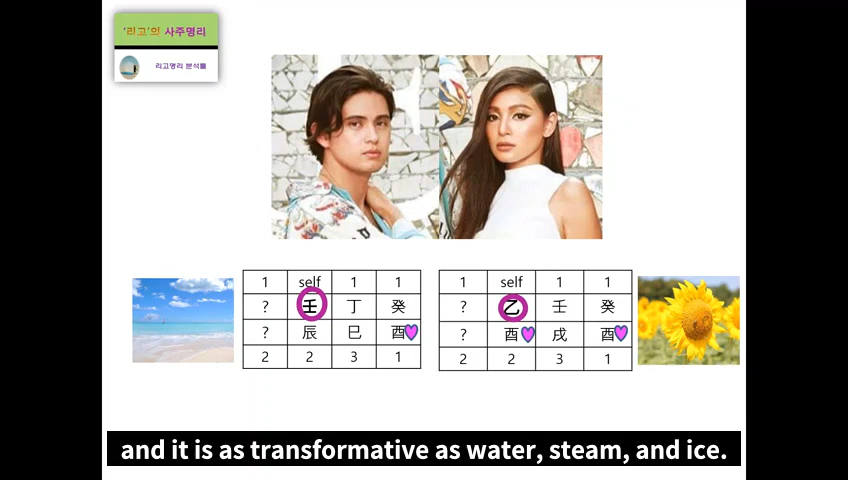 '리고'의 사주명리
리고명리 분석틀
1 self 1 1
? 壬 丁 癸
? 辰 巳 酉
2 2 3 1
1 self 1 1
? 乙 壬 癸
? 酉 戌 酉
2 2 3 1
and it is as transformative as water, steam, and ice.